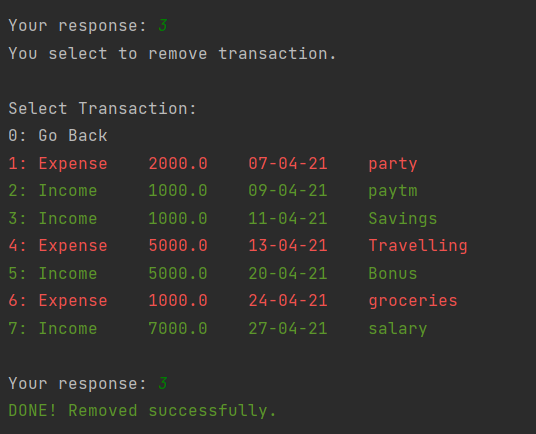 Your response: 3
You select to remove transaction.
Select Transaction:
0: Go Back
1: Expense    2000.0    07-04-21    party
2: Income     1000.0    09-04-21    paytm
3: Income     1000.0    11-04-21    Savings
4: Expense    5000.0    13-04-21    Travelling
5: Income     5000.0    20-04-21    Bonus
6: Expense    1000.0    24-04-21    groceries
7: Income     7000.0    27-04-21    salary
Your response: 3
DONE! Removed successfully.